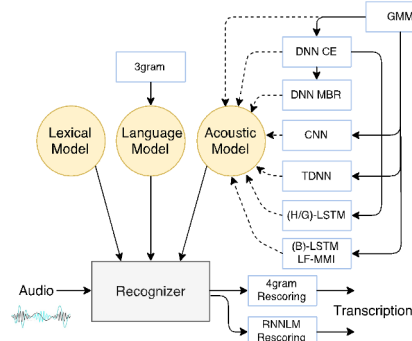 GMM
DNN CE
3gram
DNN MBR
Lexical
Model
Language
Model
Acoustic
Model
CNN
TDNN
(H/G)-LSTM
(B)-LSTM
LF-MMI
Audio
Recognizer
4gram
Rescoring
Transcription
RNNLM
Rescoring